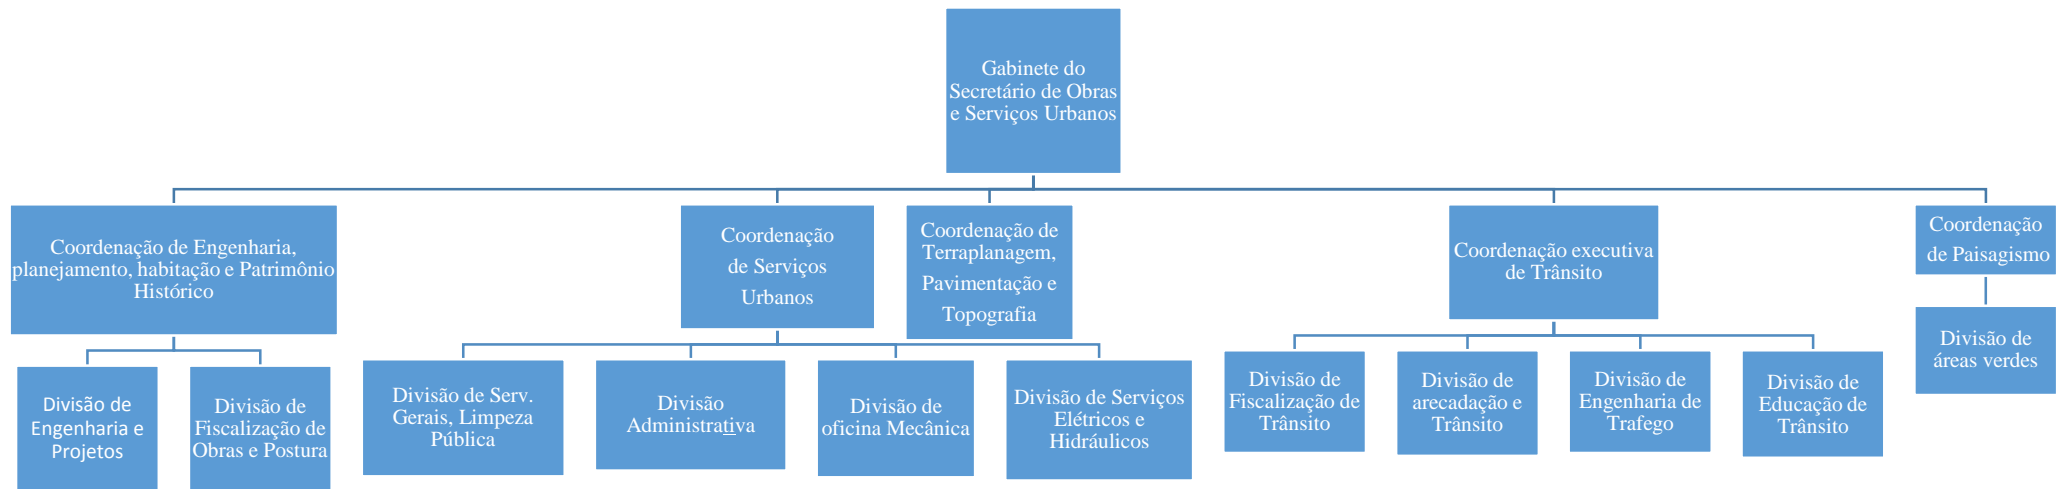 Gabinete do
Secretário de Obras
e Serviços Urbanos
Coordenação de Engenharia,
planejamento, habitação e Patrimônio
Histórico
Coordenação
de Serviços
Urbanos
Coordenação de
Terraplanagem,
Pavimentação e
Topografia
Coordenação executiva
de Trânsito
Coordenação
de Paisagismo
Divisão de
Engenharia e
Projetos
Divisão de
Fiscalização de
Obras e Postura
Divisão de Serv.
Gerais, Limpeza
Pública
Divisão
Administrativa
Divisão de
oficina Mecânica
Divisão de Serviços
Elétricos e
Hidráulicos
Divisão de
Fiscalização de
Trânsito
Divisão de
arecadação e
Trânsito
Divisão de
Engenharia de
Trafego
Divisão de
Educação de
Trânsito
Divisão de
áreas verdes